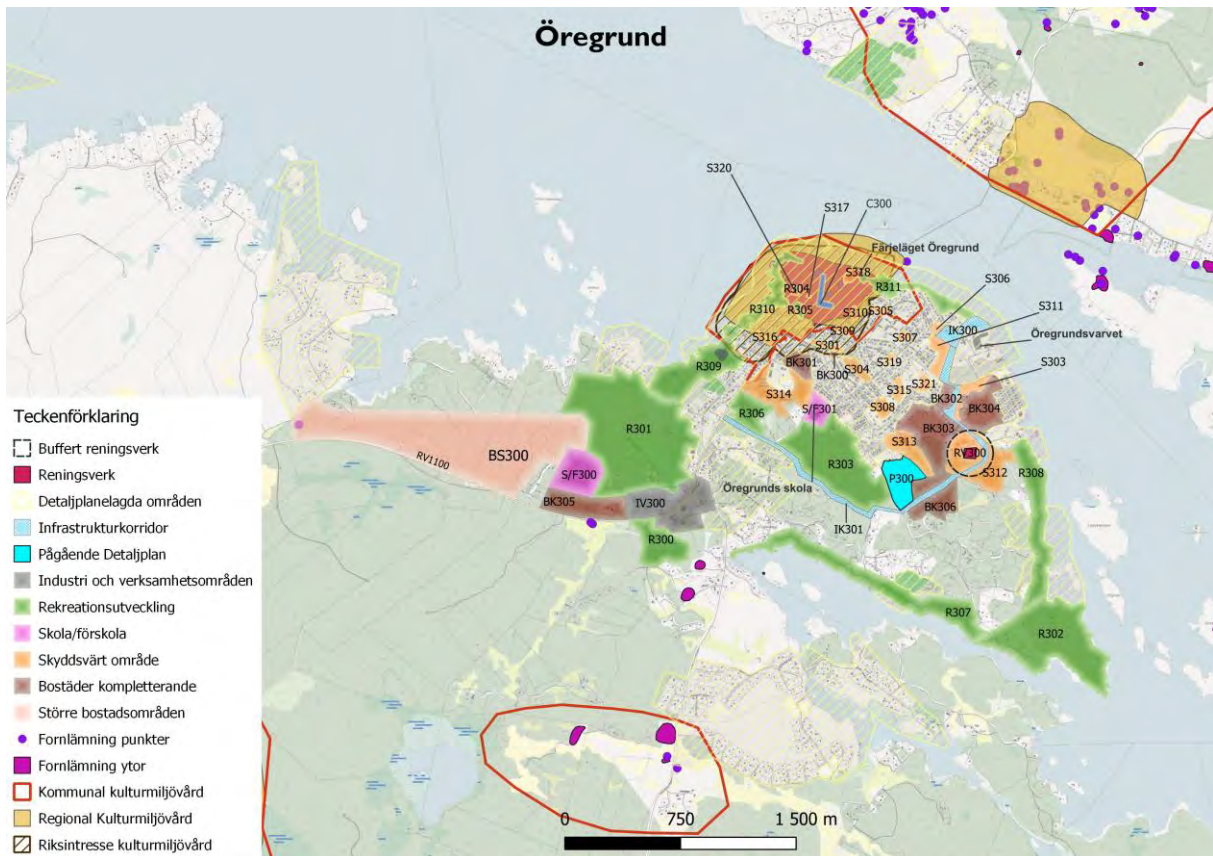 Öregrund
S320
S317
C300
Färjeläget Öregrund
S318
R304
R311
S306
R310
R305
S310
S305
S311
IK300
S309
S307
Öregrundsvarvet
S316
S301
R309
BK301
BK300
S304
S319
S303
S314
S315
S321
BK302
R306
S/F301
S308
BK304
BK303
R301
S313
BS300
RV1100
R303
RV300
S/F300
P300
S312
R308
Öregrunds skola
BK305
IV300
BK306
IK301
R300
R307
R302
Teckenförklaring
Buffert reningsverk
Reningsverk
Detaljplanelagda områden
Infrastrukturkorridor
Pågående Detaljplan
Industri och verksamhetsområden
Rekreationsutveckling
Skola/förskola
Skyddsvärt område
Bostäder kompletterande
Större bostadsområden
Fornlämning punkter
Fornlämning ytor
Kommunal kulturmiljövård
Regional Kulturmiljövård
Riksintresse kulturmiljövård
0 750 1 500 m